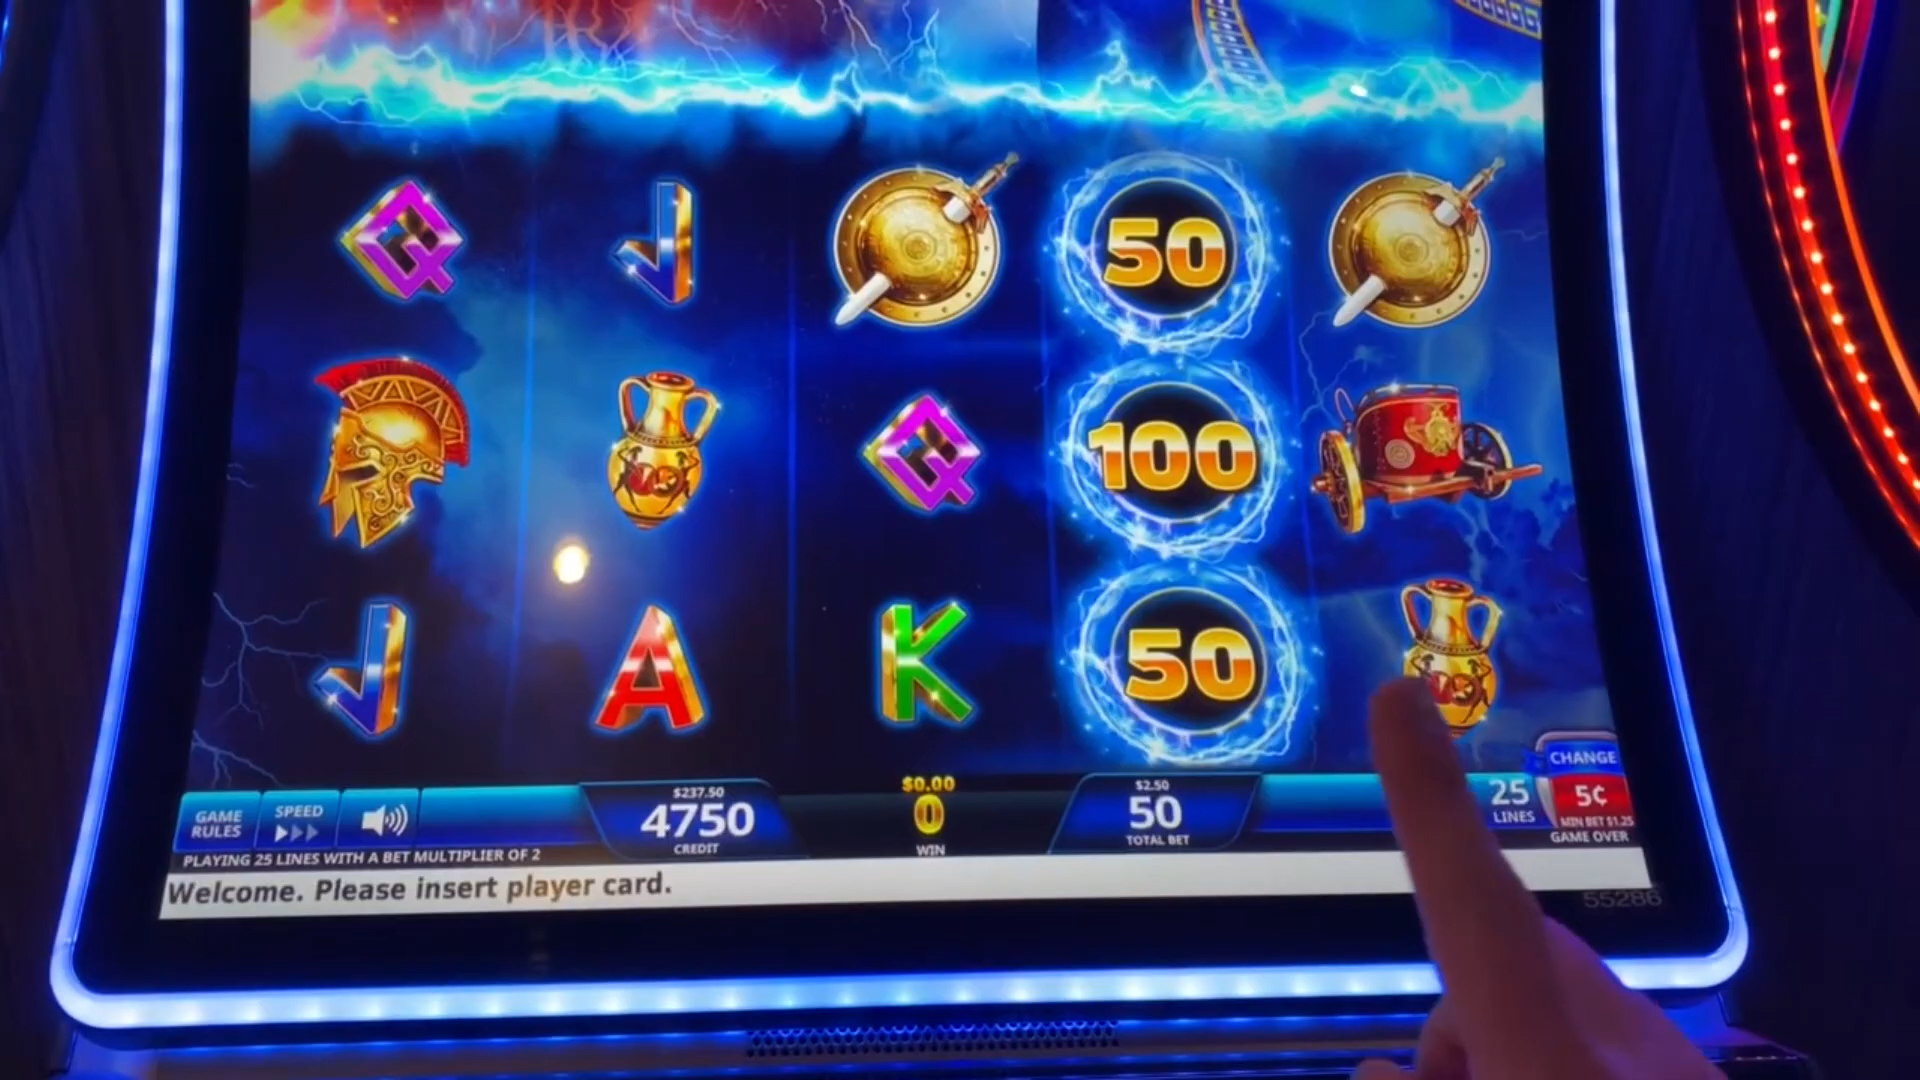 Q J 50
100
Q
J A K 50
GAME RULES
SPEED
$237.50
4750
CREDIT
$0.00
0
WIN
$2.50
50
TOTAL BET
25
LINES
CHANGE
5¢
MIN BET $1.25
GAME OVER
PLAYING 25 LINES WITH A BET MULTIPLIER OF 2
Welcome. Please insert player card.
55286